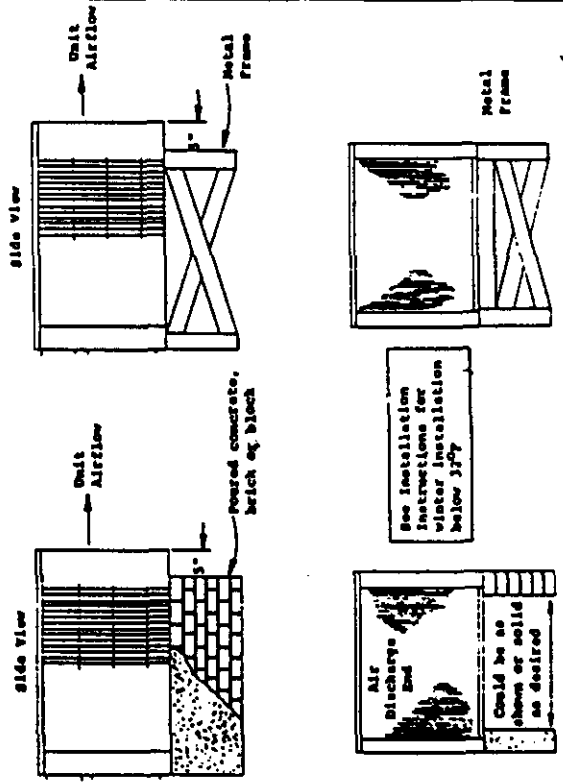 Side View
Unit
Airflow
5"
Poured concrete,
brick or block
Side View
Unit
Airflow
5"
Metal
Frame
Air
Discharge
End
Could be as
shown or solid
as desired
See Installation
Instructions for
winter installation
below
Metal
Frame